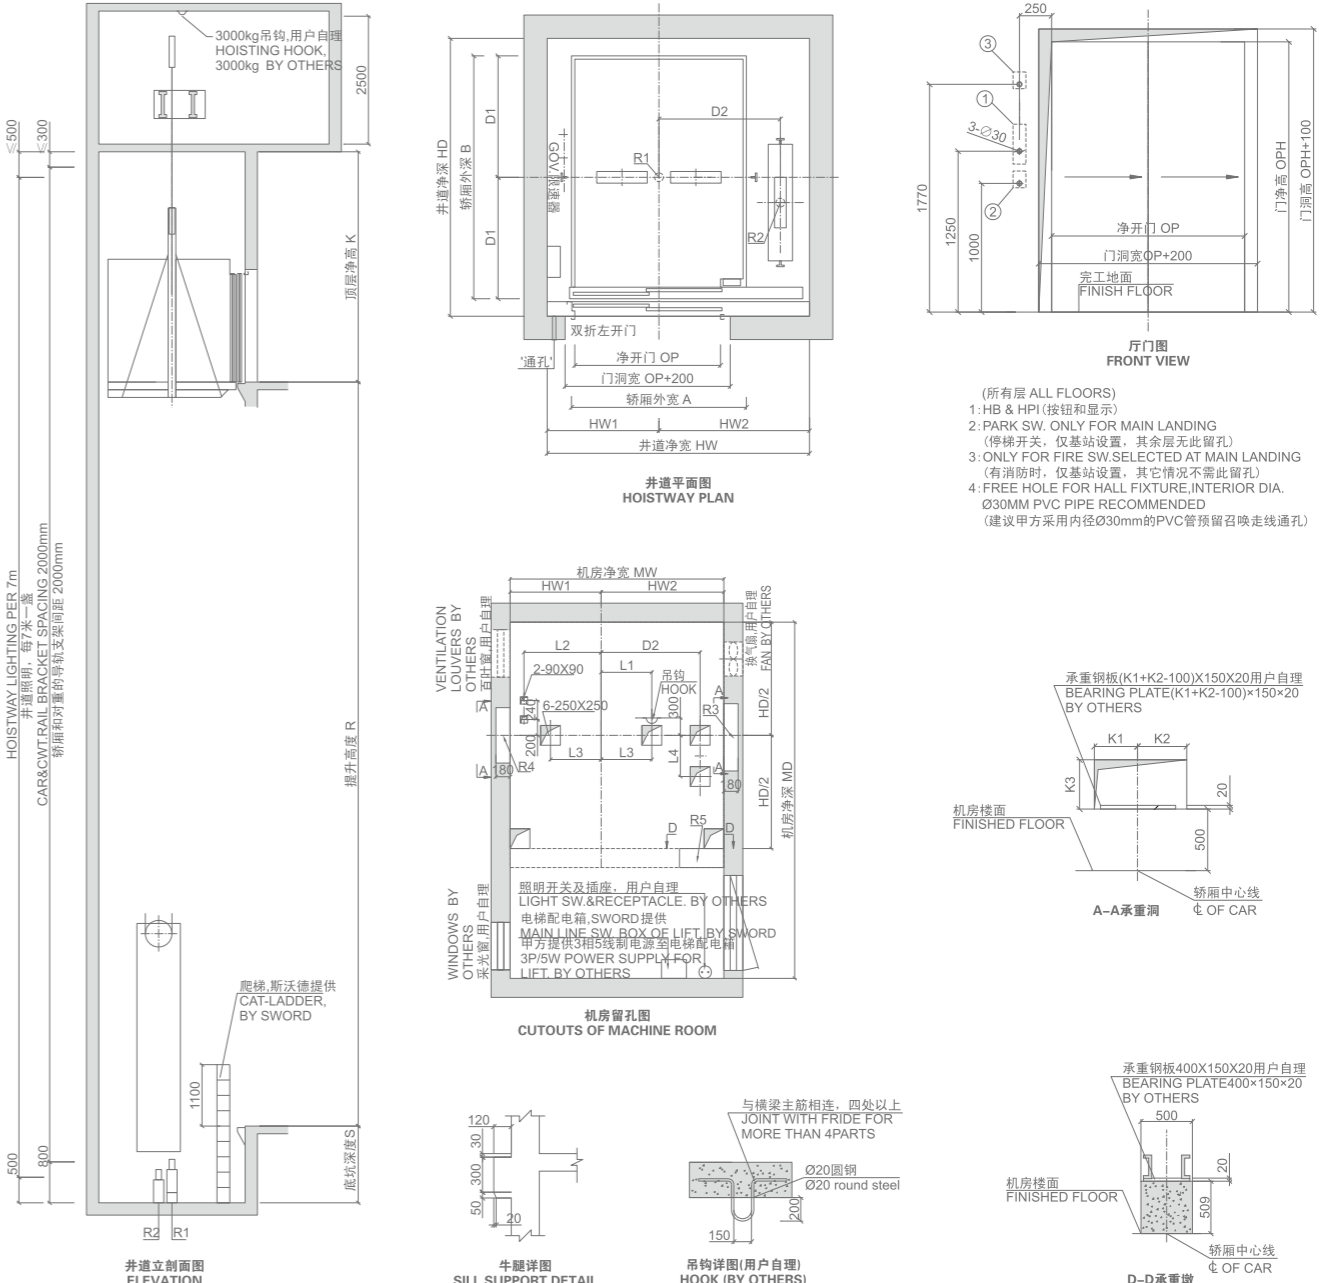 3000kg吊钩,用户自理
HOISTING HOOK,
3000kg BY OTHERS
2500
≤500
≤300
顶层净高 K
HOISTWAY LIGHTING PER 7m
井道照明，每7米一盏
CAR&CWT.RAIL BRACKET SPACING 2000mm
轿厢和对重的导轨支架间距 2000mm
提升高度 R
爬梯,斯沃德提供
CAT-LADDER,
BY SWORD
1100
500
800
底坑深度S
R2
R1
井道立剖面图
ELEVATION
井道净深 HD
轿厢外深 B
D1
D1
GOV.限速器
D2
R1
R2
双折左开门
'通孔'
净开门 OP
门洞宽 OP+200
轿厢外宽 A
HW1
HW2
井道净宽 HW
井道平面图
HOISTWAY PLAN
250
3
1
3-∅30
2
1770
1250
1000
净开门 OP
门洞宽OP+200
完工地面
FINISH FLOOR
门净高 OPH
门洞高 OPH+100
厅门图
FRONT VIEW
(所有层 ALL FLOORS)
1:HB & HPI(按钮和显示)
2:PARK SW. ONLY FOR MAIN LANDING
(停梯开关，仅基站设置，其余层无此留孔)
3:ONLY FOR FIRE SW.SELECTED AT MAIN LANDING
(有消防时，仅基站设置，其它情况不需此留孔)
4:FREE HOLE FOR HALL FIXTURE,INTERIOR DIA.
Ø30MM PVC PIPE RECOMMENDED
(建议甲方采用内径Ø30mm的PVC管预留召唤走线通孔)
机房净宽 MW
HW1
HW2
VENTILATION
LOUVERS BY
OTHERS
百叶窗,用户自理
换气扇,用户自理
FAN BY OTHERS
L2
D2
L1
2-90X90
吊钩
HOOK
A
A
240
6-250X250
300
R3
HD/2
200
L3
L3
L4
R4
A
180
A
180
HD/2
机房净深 MD
R5
D
D
WINDOWS BY
OTHERS
采光窗,用户自理
照明开关及插座，用户自理
LIGHT SW.&RECEPTACLE. BY OTHERS
电梯配电箱,SWORD提供
MAIN LINE SW. BOX OF LIFT, BY SWORD
甲方提供3相5线制电源至电梯配电箱
3P/5W POWER SUPPLY FOR
LIFT, BY OTHERS
机房留孔图
CUTOUTS OF MACHINE ROOM
承重钢板(K1+K2-100)X150X20用户自理
BEARING PLATE(K1+K2-100)×150×20
BY OTHERS
K1
K2
K3
20
机房楼面
FINISHED FLOOR
500
轿厢中心线
℄ OF CAR
A–A承重洞
120
30
300
50
20
牛腿详图
SILL SUPPORT DETAIL
与横梁主筋相连，四处以上
JOINT WITH FRIDE FOR
MORE THAN 4PARTS
Ø20圆钢
Ø20 round steel
200
150
吊钩详图(用户自理)
HOOK (BY OTHERS)
承重钢板400X150X20用户自理
BEARING PLATE400×150×20
BY OTHERS
500
20
机房楼面
FINISHED FLOOR
509
轿厢中心线
℄ OF CAR
D–D承重墩